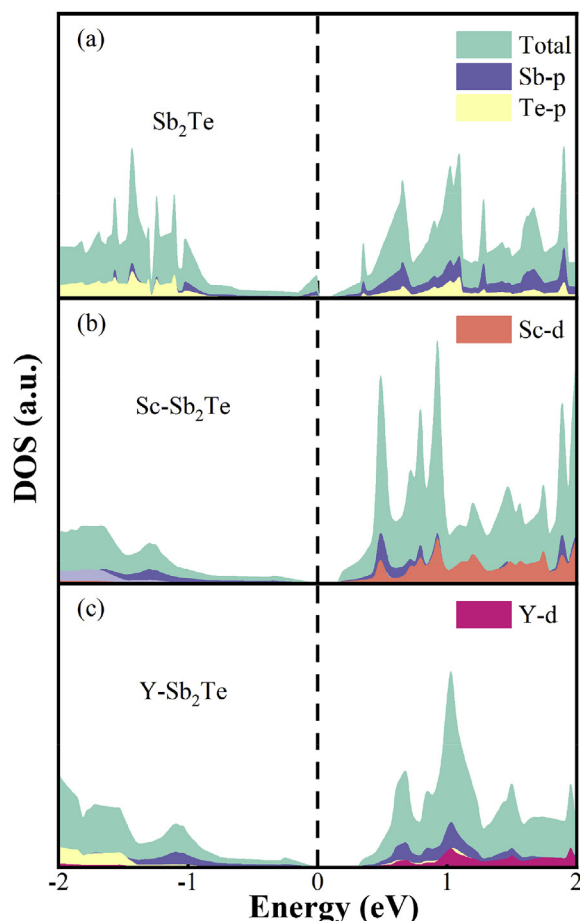 (a)
Total
Sb-p
Te-p
Sb₂Te
(b)
Sc-d
Sc-Sb₂Te
DOS (a.u.)
(c)
Y-d
Y-Sb₂Te
-2 -1 0 1 2
Energy (eV)